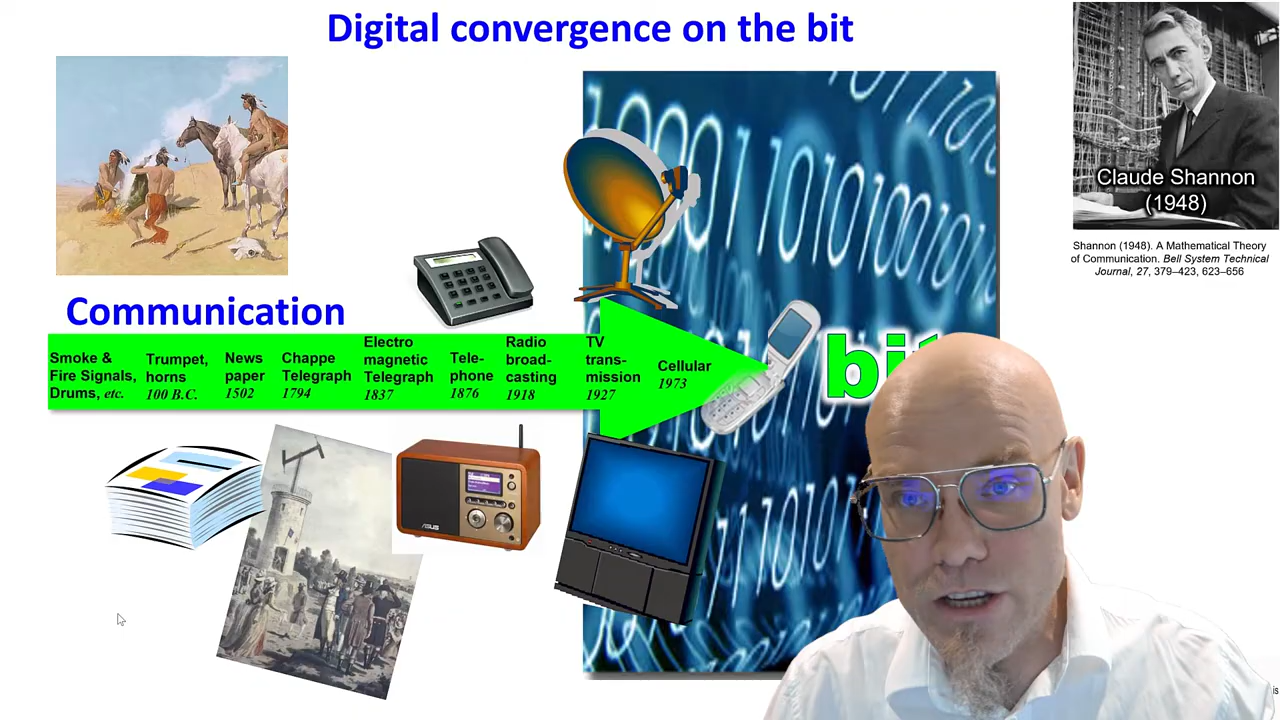 Digital convergence on the bit
Claude Shannon
(1948)
Shannon (1948). A Mathematical Theory
of Communication. Bell System Technical
Journal, 27, 379–423, 623–656
Communication
Smoke &
Fire Signals,
Drums, etc.
Trumpet,
horns
100 B.C.
News
paper
1502
Chappe
Telegraph
1794
Electro
magnetic
Telegraph
1837
Tele-
phone
1876
Radio
broad-
casting
1918
TV
trans-
mission
1927
Cellular
1973
ASUS
is